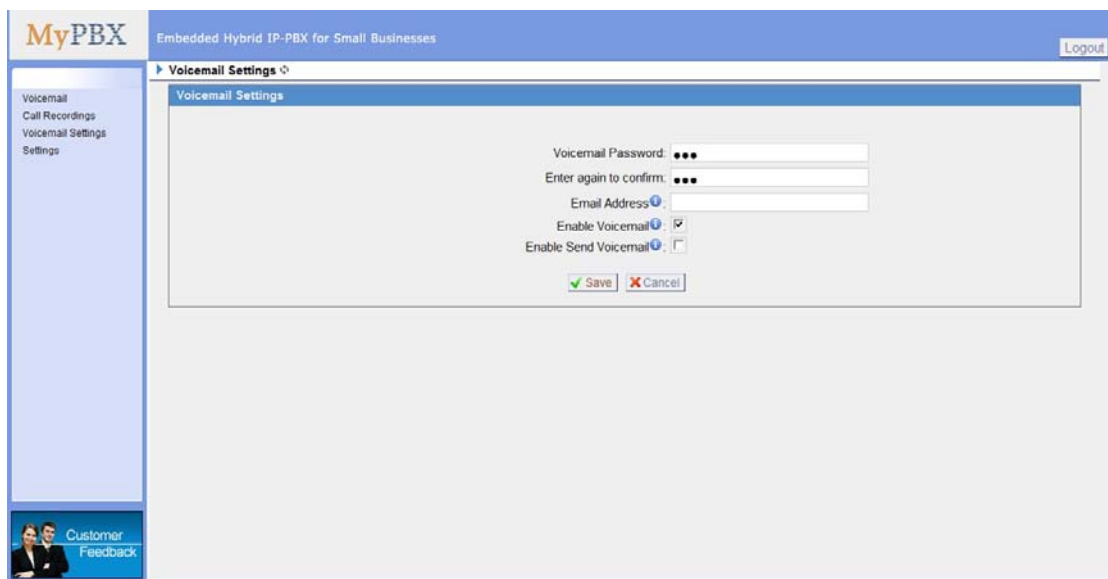 MyPBX
Embedded Hybrid IP-PBX for Small Businesses
Logout
Voicemail
Call Recordings
Voicemail Settings
Settings
Voicemail Settings
Voicemail Settings
Voicemail Password: •••
Enter again to confirm: •••
Email Address i:
Enable Voicemail i:
Enable Send Voicemail i:
Save
Cancel
Customer
Feedback